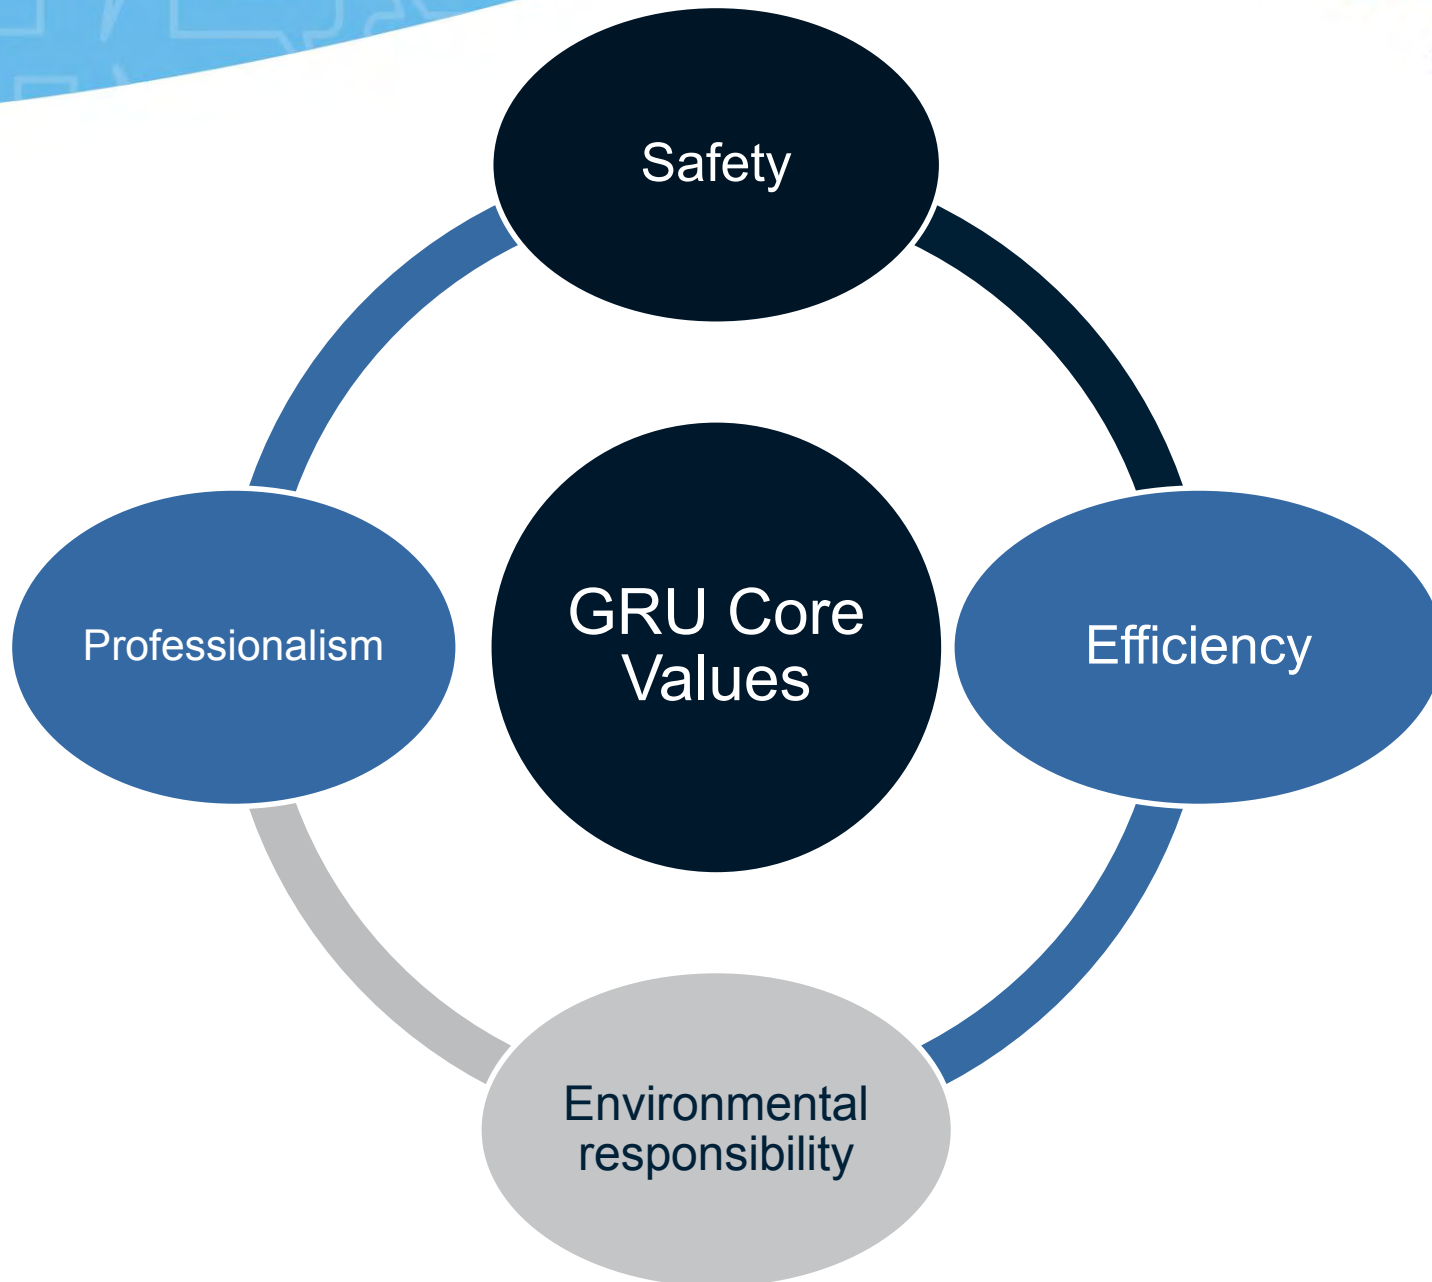 Safety
Professionalism
GRU Core
Values
Efficiency
Environmental
responsibility